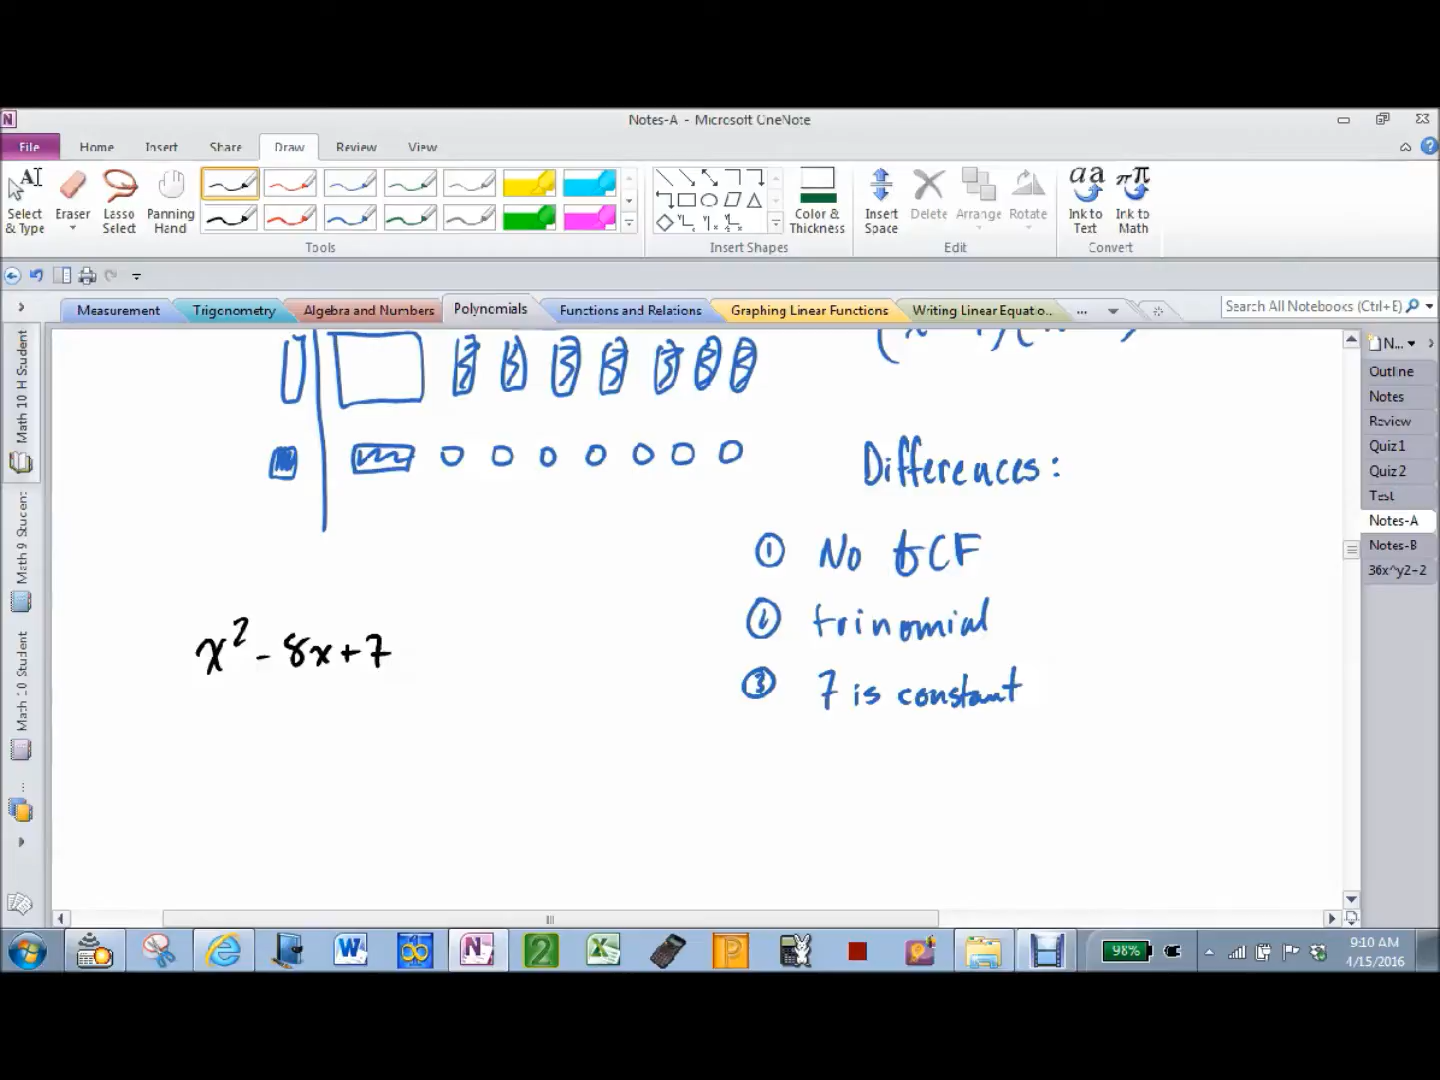 Notes-A - Microsoft OneNote
File Home Insert Share Draw Review View
Select & Type
Eraser
Lasso Select
Panning Hand
Color & Thickness
Insert Space
Delete
Arrange
Rotate
Ink to Text
Ink to Math
Tools
Insert Shapes
Edit
Convert
Measurement Trigonometry Algebra and Numbers Polynomials Functions and Relations Graphing Linear Functions Writing Linear Equatio... ...
Search All Notebooks (Ctrl+E)
Math 10 H Student
Math 9 Student
Math 10 Student
N...
Outline
Notes
Review
Quiz1
Quiz 2
Test
Notes-A
Notes-B
36x^y2-2
Differences:
① No GCF
② trinomial
③ 7 is constant
x² - 8x + 7
98%
9:10 AM
4/15/2016